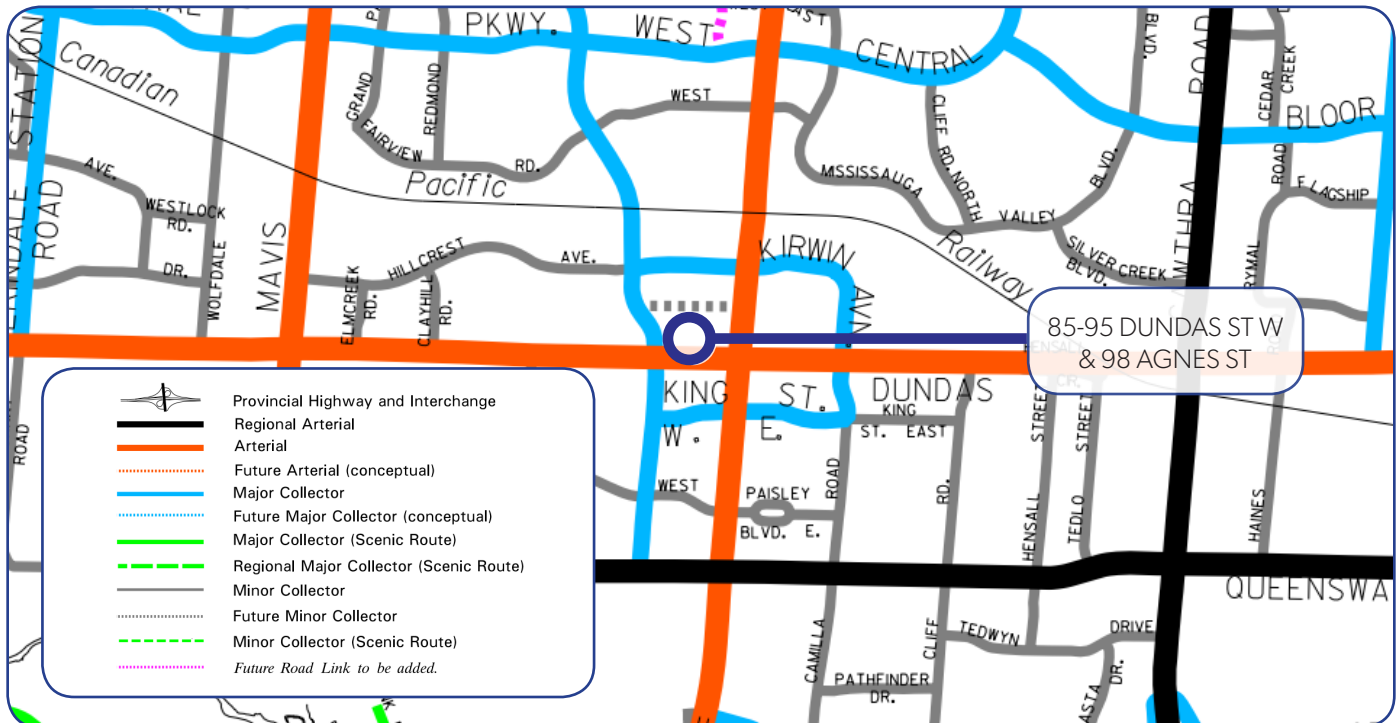 PKWY.
WEST
CENTRAL
BLVD.
ROAD
CEDAR
CREEK
ROAD
BLOOR
STATION
Canadian
GRAND
REDMOND
FAIRVIEW
RD.
WEST
Pacific
CLIFF RD. NORTH
MISSISSAUGA
VALLEY
BLVD.
FLAGSHIP
AVE.
WESTLOCK
RD.
ROAD
DR.
WOLFDALE
MAVIS
ELMCREEK
RD.
HILLCREST
AVE.
CLAYHILL
RD.
KIRWIN
AVE.
Railway
SILVER CREEK
BLVD.
85-95 DUNDAS ST W
& 98 AGNES ST
KING
ST.
W.
E.
DUNDAS
KING
ST. EAST
STREET
STREET
ROAD
WEST
PAISLEY
BLVD. E.
ROAD
RD.
HENSALL
TEDLO
HAINES
QUEENSWA
CAMILLA
CLIFF
TEDWYN
DRIVE
DR.
PATHFINDER
DR.
Provincial Highway and Interchange
Regional Arterial
Arterial
Future Arterial (conceptual)
Major Collector
Future Major Collector (conceptual)
Major Collector (Scenic Route)
Regional Major Collector (Scenic Route)
Minor Collector
Future Minor Collector
Minor Collector (Scenic Route)
Future Road Link to be added.